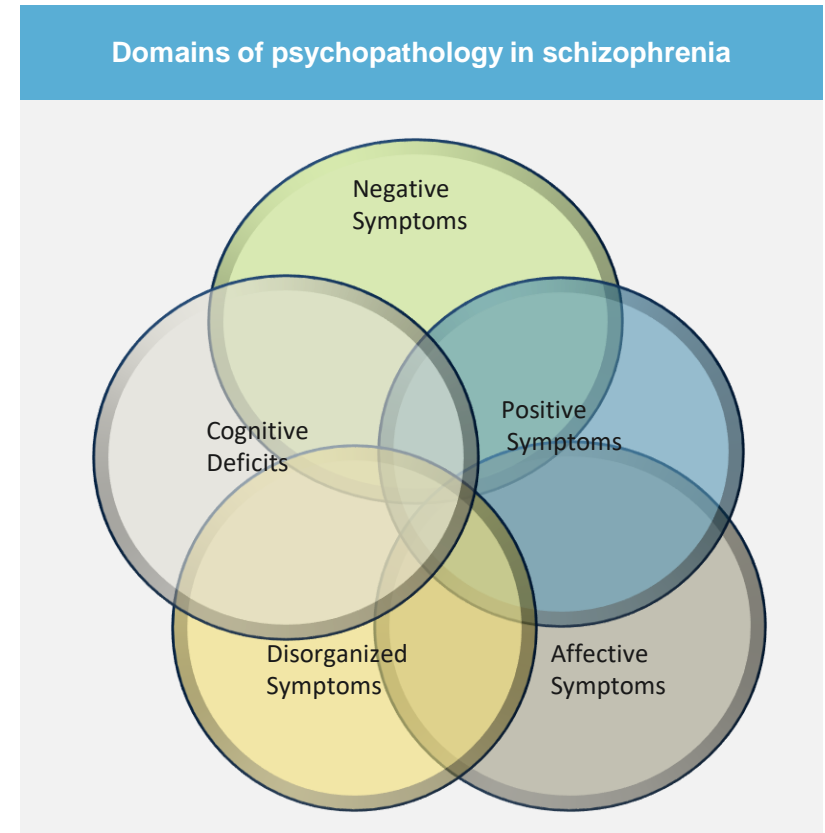 Domains of psychopathology in schizophrenia
Negative
Symptoms
Positive
Symptoms
Cognitive
Deficits
Disorganized
Symptoms
Affective
Symptoms